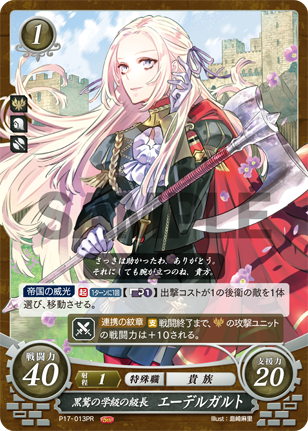 1
SAMPLE
さっきは助かったわ、ありがとう。
それにしても腕が立つのね、貴方。
帝国の威光 起 1ターンに1回 1 出撃コストが1の後衛の敵を1体
選び、移動させる。
連携の紋章 支 戦闘終了まで、の攻撃ユニット
の戦闘力は+10される。
戦闘力
40
射程 1 特殊職 貴族
支援力
20
黒鷲の学級の級長 エーデルガルト
P17-013PR
Illust:島崎麻里